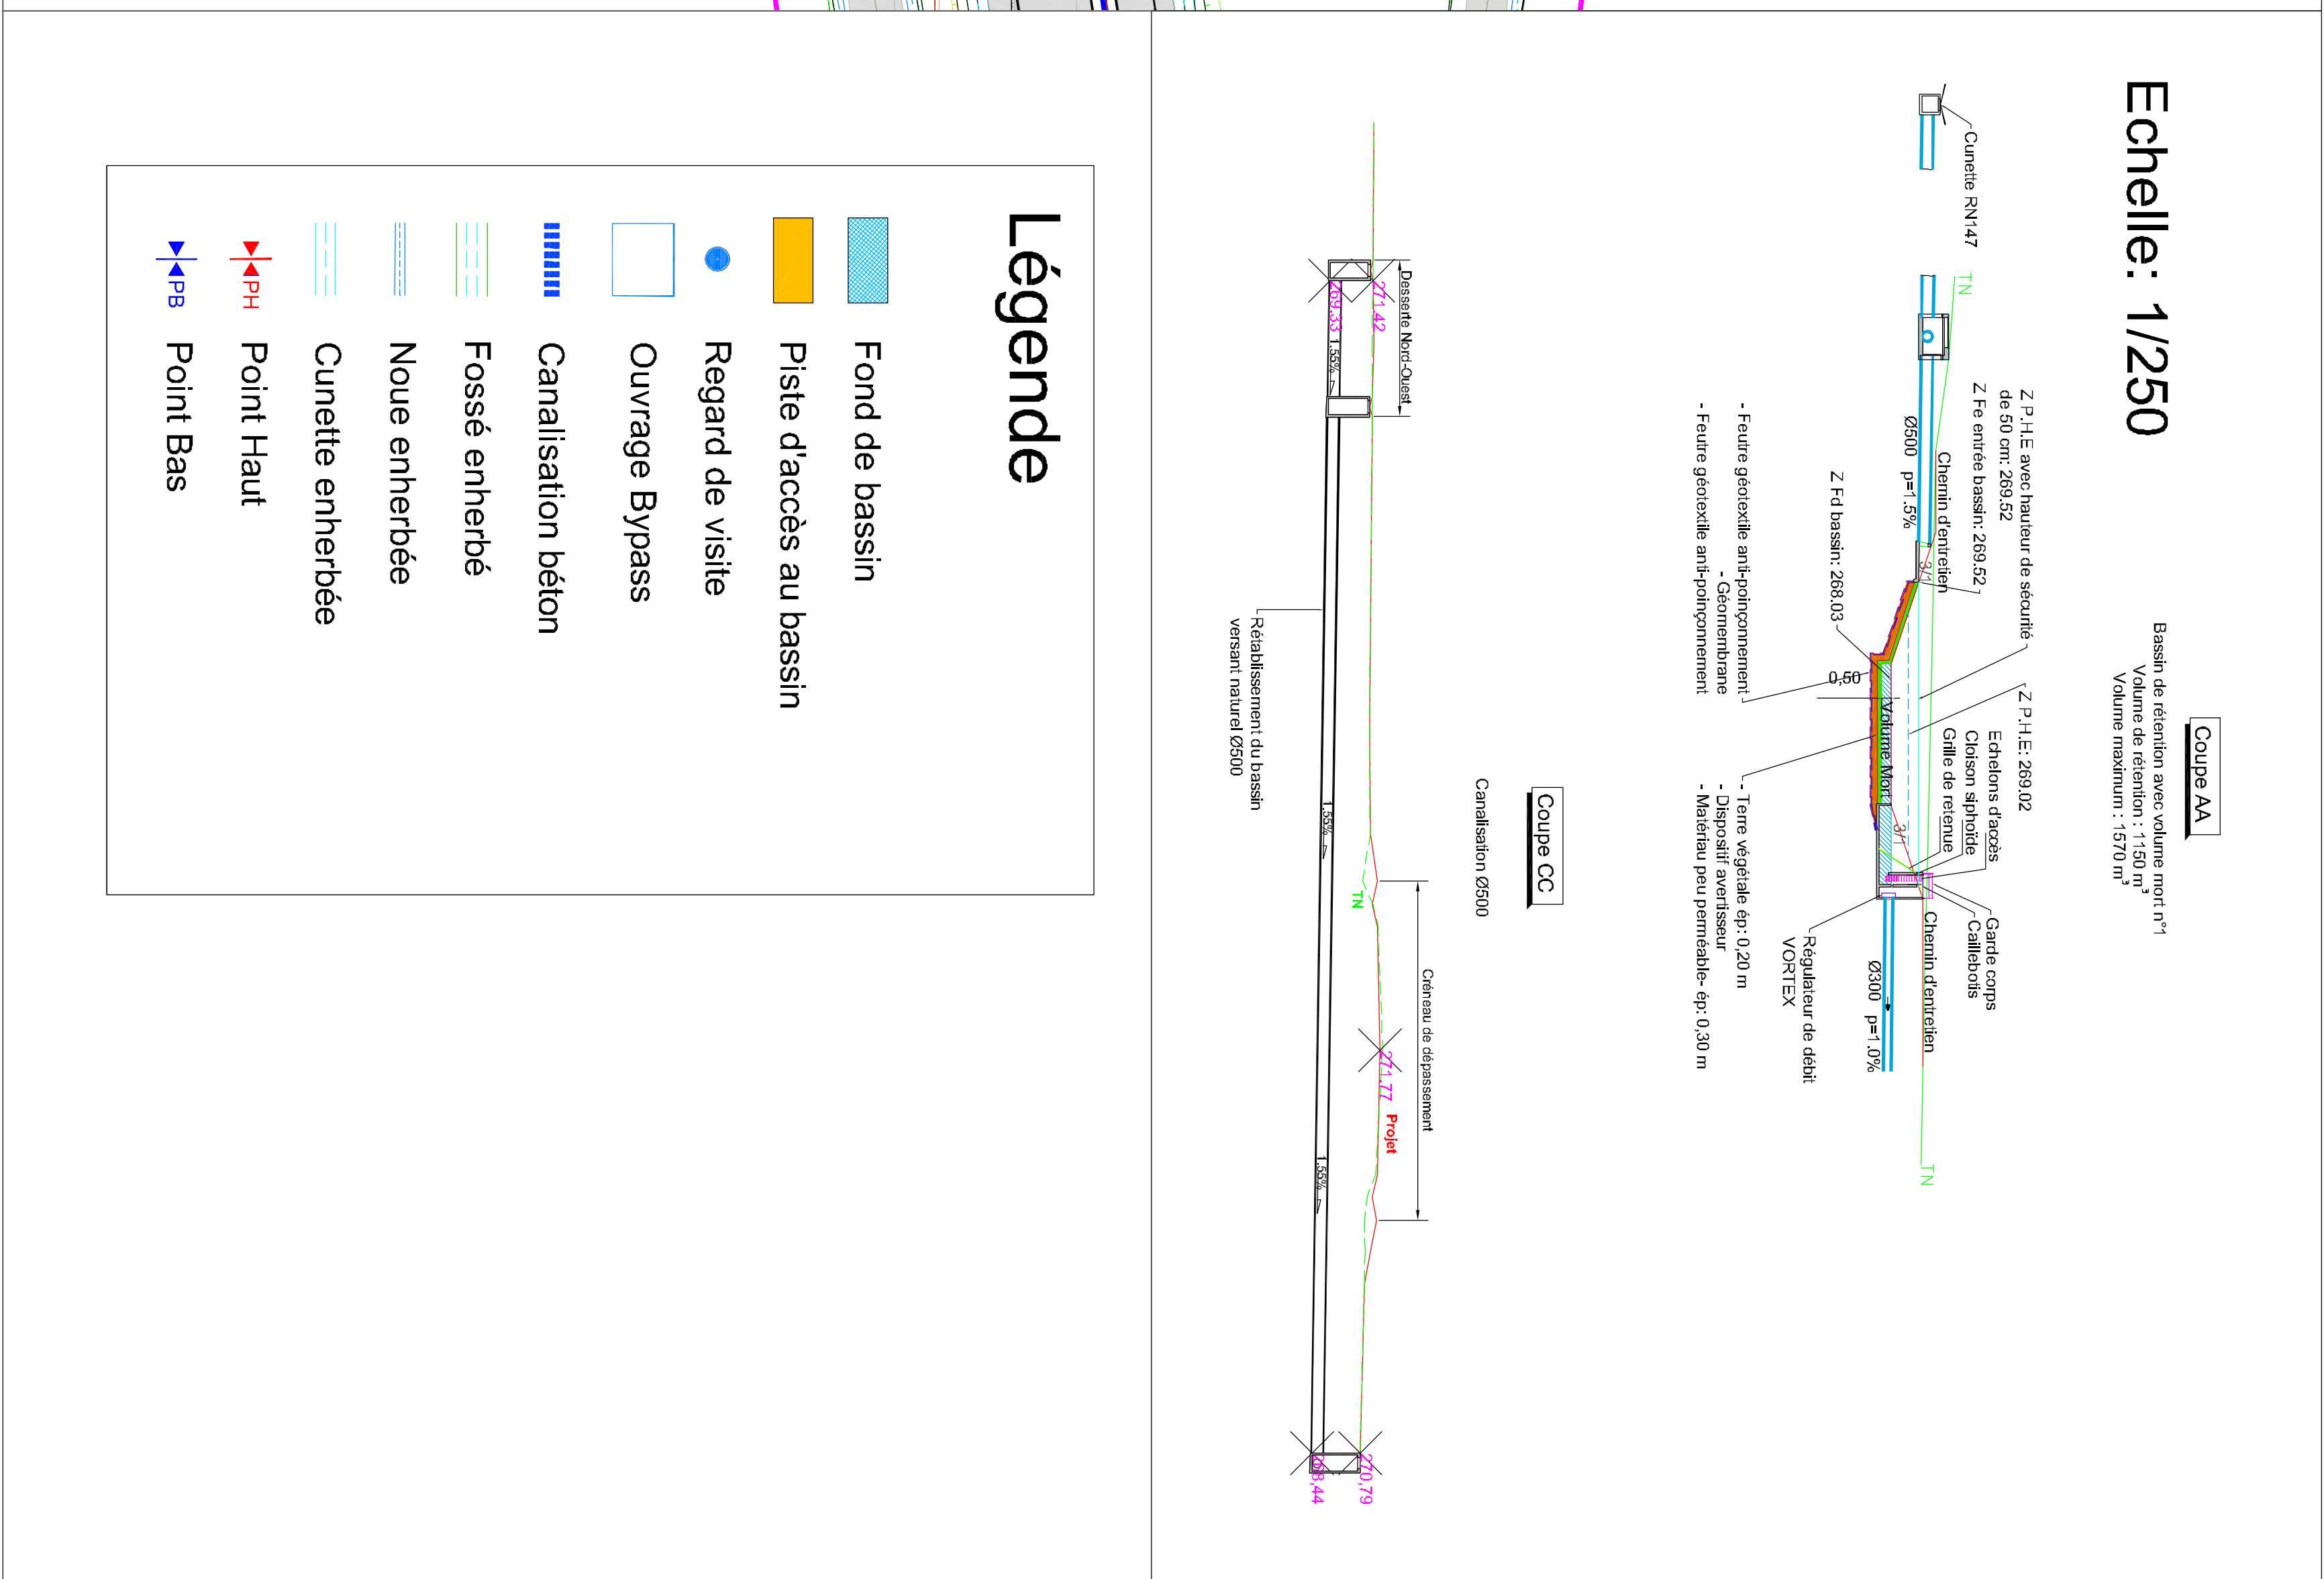 Echelle: 1/250
Coupe AA
Bassin de rétention avec volume mort n°1
Volume de rétention : 1150 m³
Volume maximum : 1570 m³
Cunette RN147
TN
Z P.H.E avec hauteur de sécurité
de 50 cm: 269.52
Z Fe entrée bassin: 269.52
Chemin d'entretien
Ø500 p=1.5%
3/1
Z Fd bassin: 268.03
0,50
Volume Mort
3/1
Z P.H.E: 269.02
Echelons d'accès
Cloison siphoïde
Grille de retenue
Garde corps
Caillebotis
Chemin d'entretien
Ø300 p=1.0%
TN
Régulateur de débit
VORTEX
- Feutre géotextile anti-poinçonnement
- Géomembrane
- Feutre géotextile anti-poinçonnement
- Terre végétale ép: 0,20 m
- Dispositif avertisseur
- Matériau peu perméable- ép: 0,30 m
Coupe CC
Canalisation Ø500
Desserte Nord-Ouest
Créneau de dépassement
271.42
269.33
1.55%
TN
271.77
Projet
1.55%
1.55%
270,79
268,44
Rétablissement du bassin
versant naturel Ø500
Légende
Fond de bassin
Piste d'accès au bassin
Regard de visite
Ouvrage Bypass
Canalisation béton
Fossé enherbé
Noue enherbée
Cunette enherbée
PH Point Haut
PB Point Bas